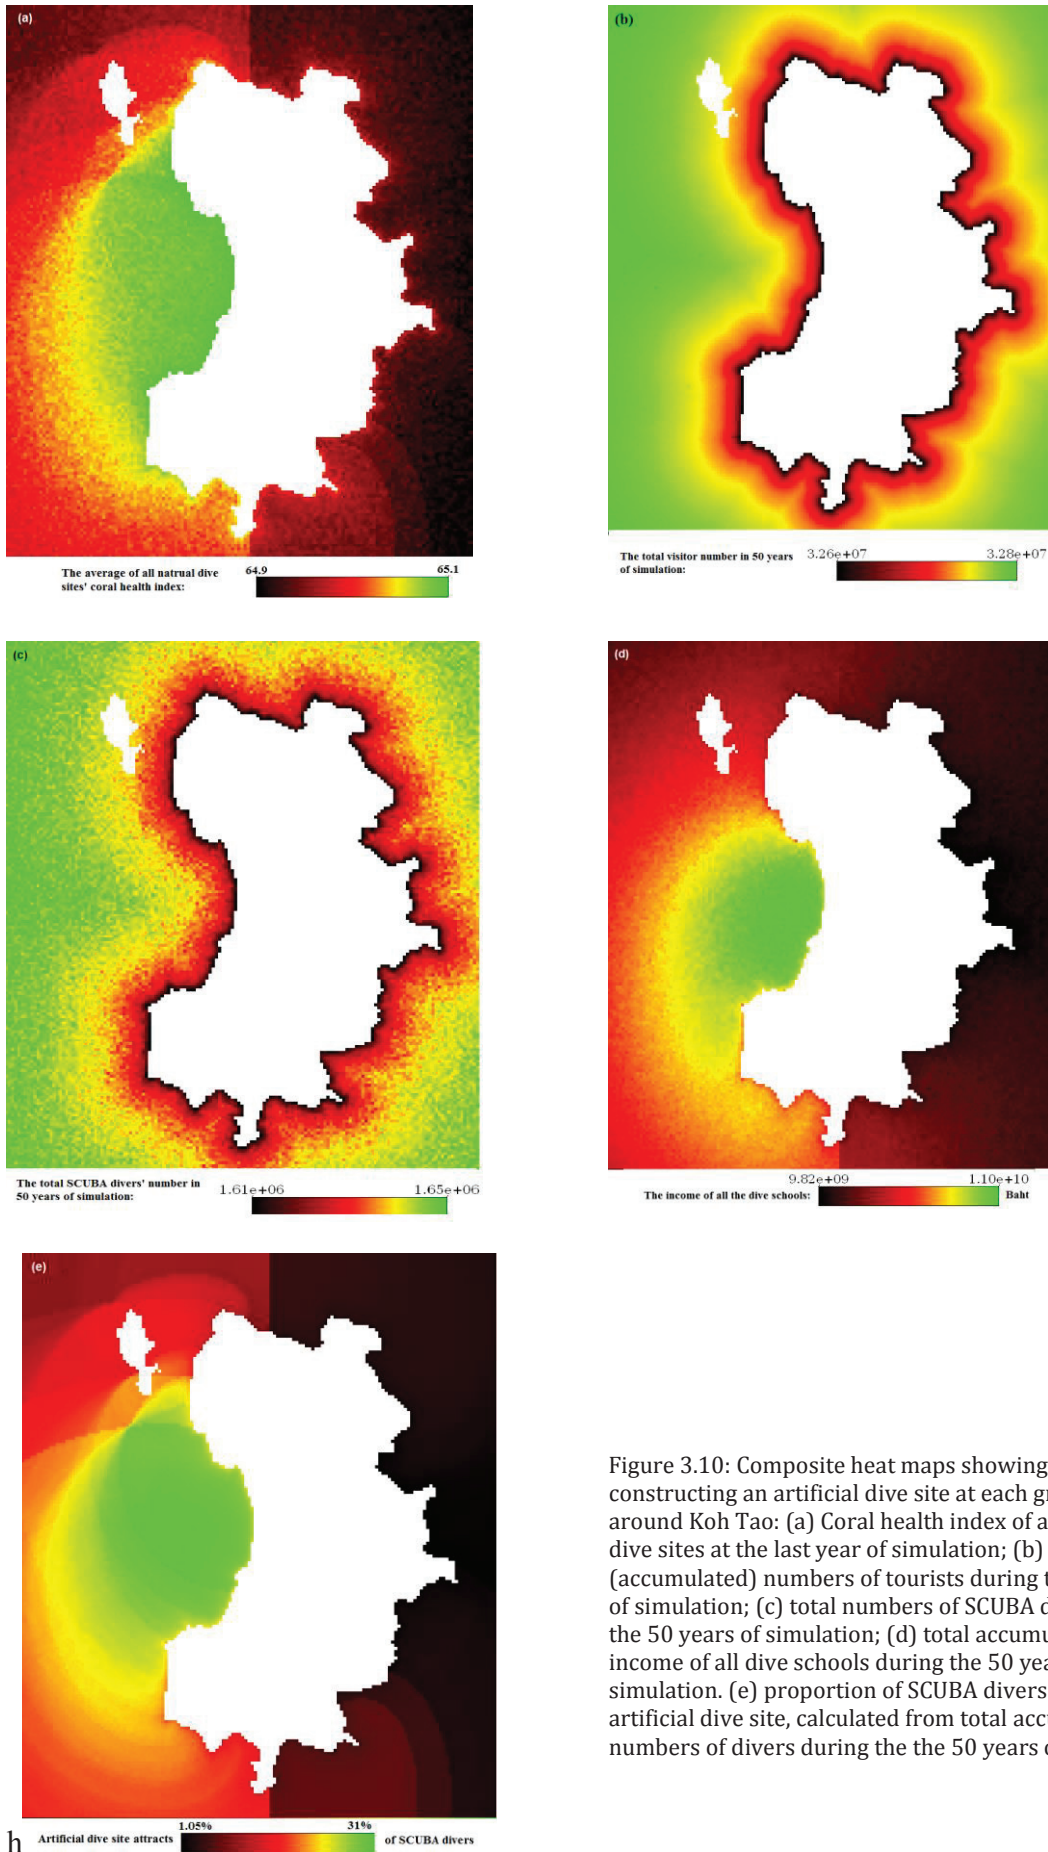 (a)
The average of all natrual dive
sites' coral health index:
64.9
65.1
(b)
The total visitor number in 50 years
of simulation:
3.26e+07
3.28e+07
(c)
The total SCUBA divers' number in
50 years of simulation:
1.61e+06
1.65e+06
(d)
The income of all the dive schools:
9.82e+09
1.10e+10
Baht
(e)
h
Artificial dive site attracts
1.05%
31%
of SCUBA divers
Figure 3.10: Composite heat maps showing
constructing an artificial dive site at each gr
around Koh Tao: (a) Coral health index of a
dive sites at the last year of simulation; (b)
(accumulated) numbers of tourists during t
of simulation; (c) total numbers of SCUBA d
the 50 years of simulation; (d) total accumu
income of all dive schools during the 50 yea
simulation. (e) proportion of SCUBA divers
artificial dive site, calculated from total accu
numbers of divers during the the 50 years o